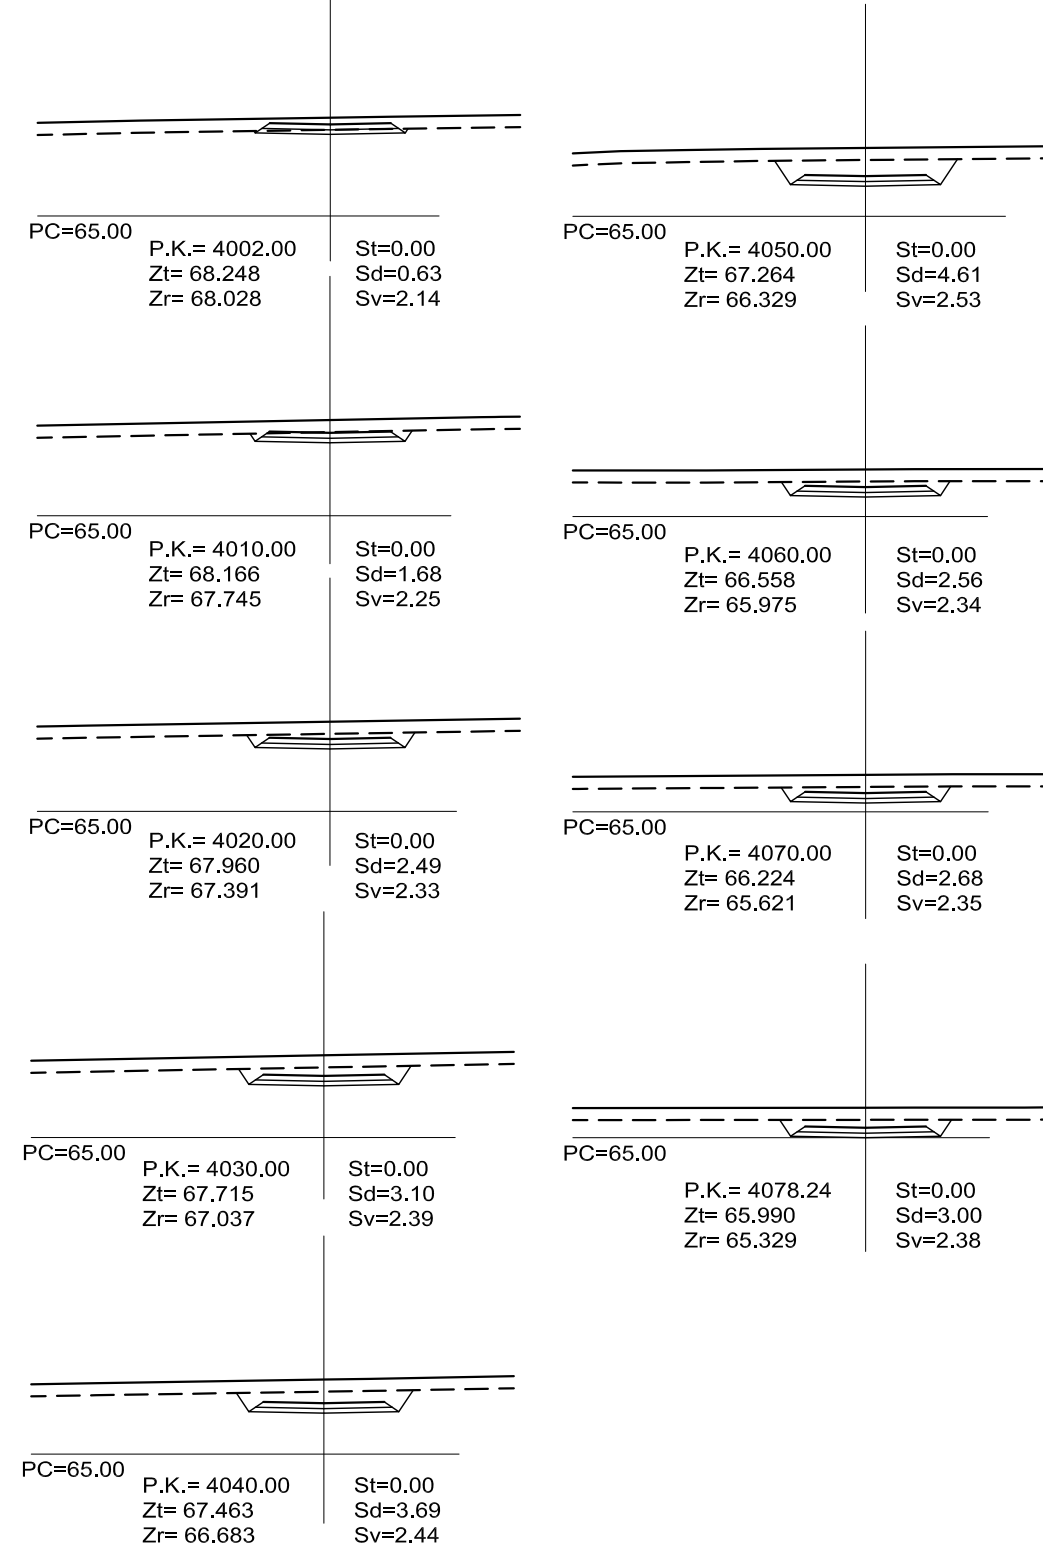 PC=65.00
P.K.= 4002.00 St=0.00
Zt= 68.248 Sd=0.63
Zr= 68.028 Sv=2.14
PC=65.00
P.K.= 4010.00 St=0.00
Zt= 68.166 Sd=1.68
Zr= 67.745 Sv=2.25
PC=65.00
P.K.= 4020.00 St=0.00
Zt= 67.960 Sd=2.49
Zr= 67.391 Sv=2.33
PC=65.00
P.K.= 4030.00 St=0.00
Zt= 67.715 Sd=3.10
Zr= 67.037 Sv=2.39
PC=65.00
P.K.= 4040.00 St=0.00
Zt= 67.463 Sd=3.69
Zr= 66.683 Sv=2.44
PC=65.00
P.K.= 4050.00 St=0.00
Zt= 67.264 Sd=4.61
Zr= 66.329 Sv=2.53
PC=65.00
P.K.= 4060.00 St=0.00
Zt= 66.558 Sd=2.56
Zr= 65.975 Sv=2.34
PC=65.00
P.K.= 4070.00 St=0.00
Zt= 66.224 Sd=2.68
Zr= 65.621 Sv=2.35
PC=65.00
P.K.= 4078.24 St=0.00
Zt= 65.990 Sd=3.00
Zr= 65.329 Sv=2.38